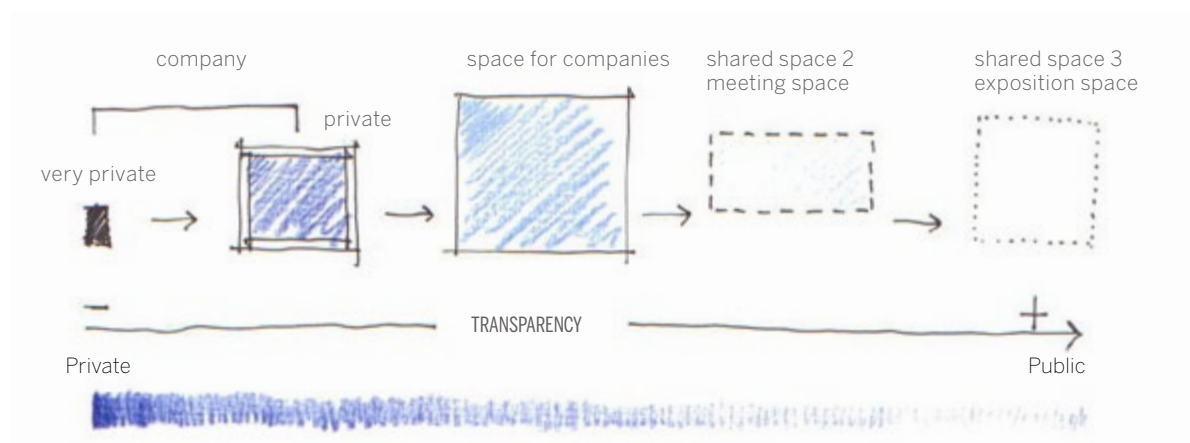 company
space for companies
shared space 2
meeting space
shared space 3
exposition space
private
very private
−
+
TRANSPARENCY
Private
Public